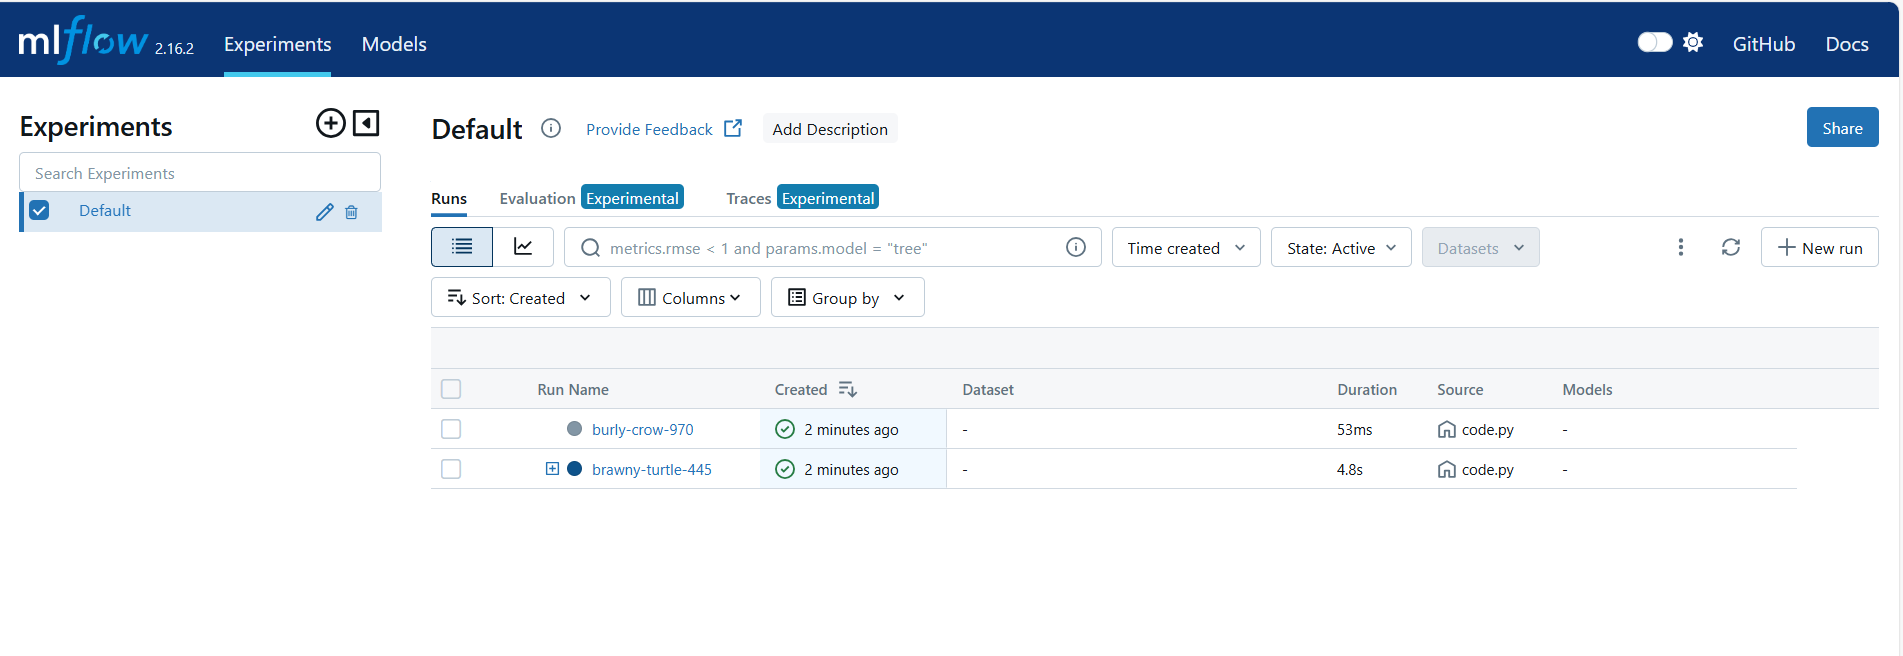 mlflow 2.16.2 Experiments Models GitHub Docs
Experiments
Search Experiments
Default
Default Provide Feedback Add Description Share
Runs Evaluation Experimental Traces Experimental
metrics.rmse < 1 and params.model = "tree" Time created State: Active Datasets New run
Sort: Created Columns Group by
Run Name Created Dataset Duration Source Models
burly-crow-970 2 minutes ago - 53ms code.py -
brawny-turtle-445 2 minutes ago - 4.8s code.py -